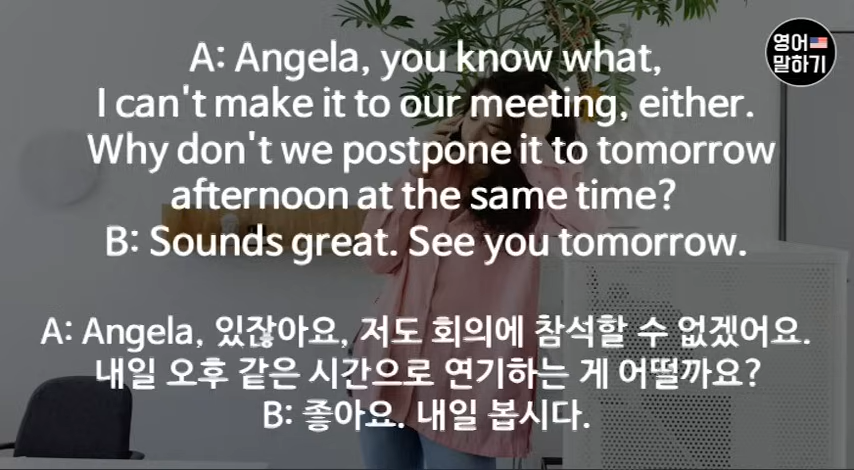 영어
말하기
A: Angela, you know what,
I can't make it to our meeting, either.
Why don't we postpone it to tomorrow
afternoon at the same time?
B: Sounds great. See you tomorrow.
A: Angela, 있잖아요, 저도 회의에 참석할 수 없겠어요.
내일 오후 같은 시간으로 연기하는 게 어떨까요?
B: 좋아요. 내일 봅시다.